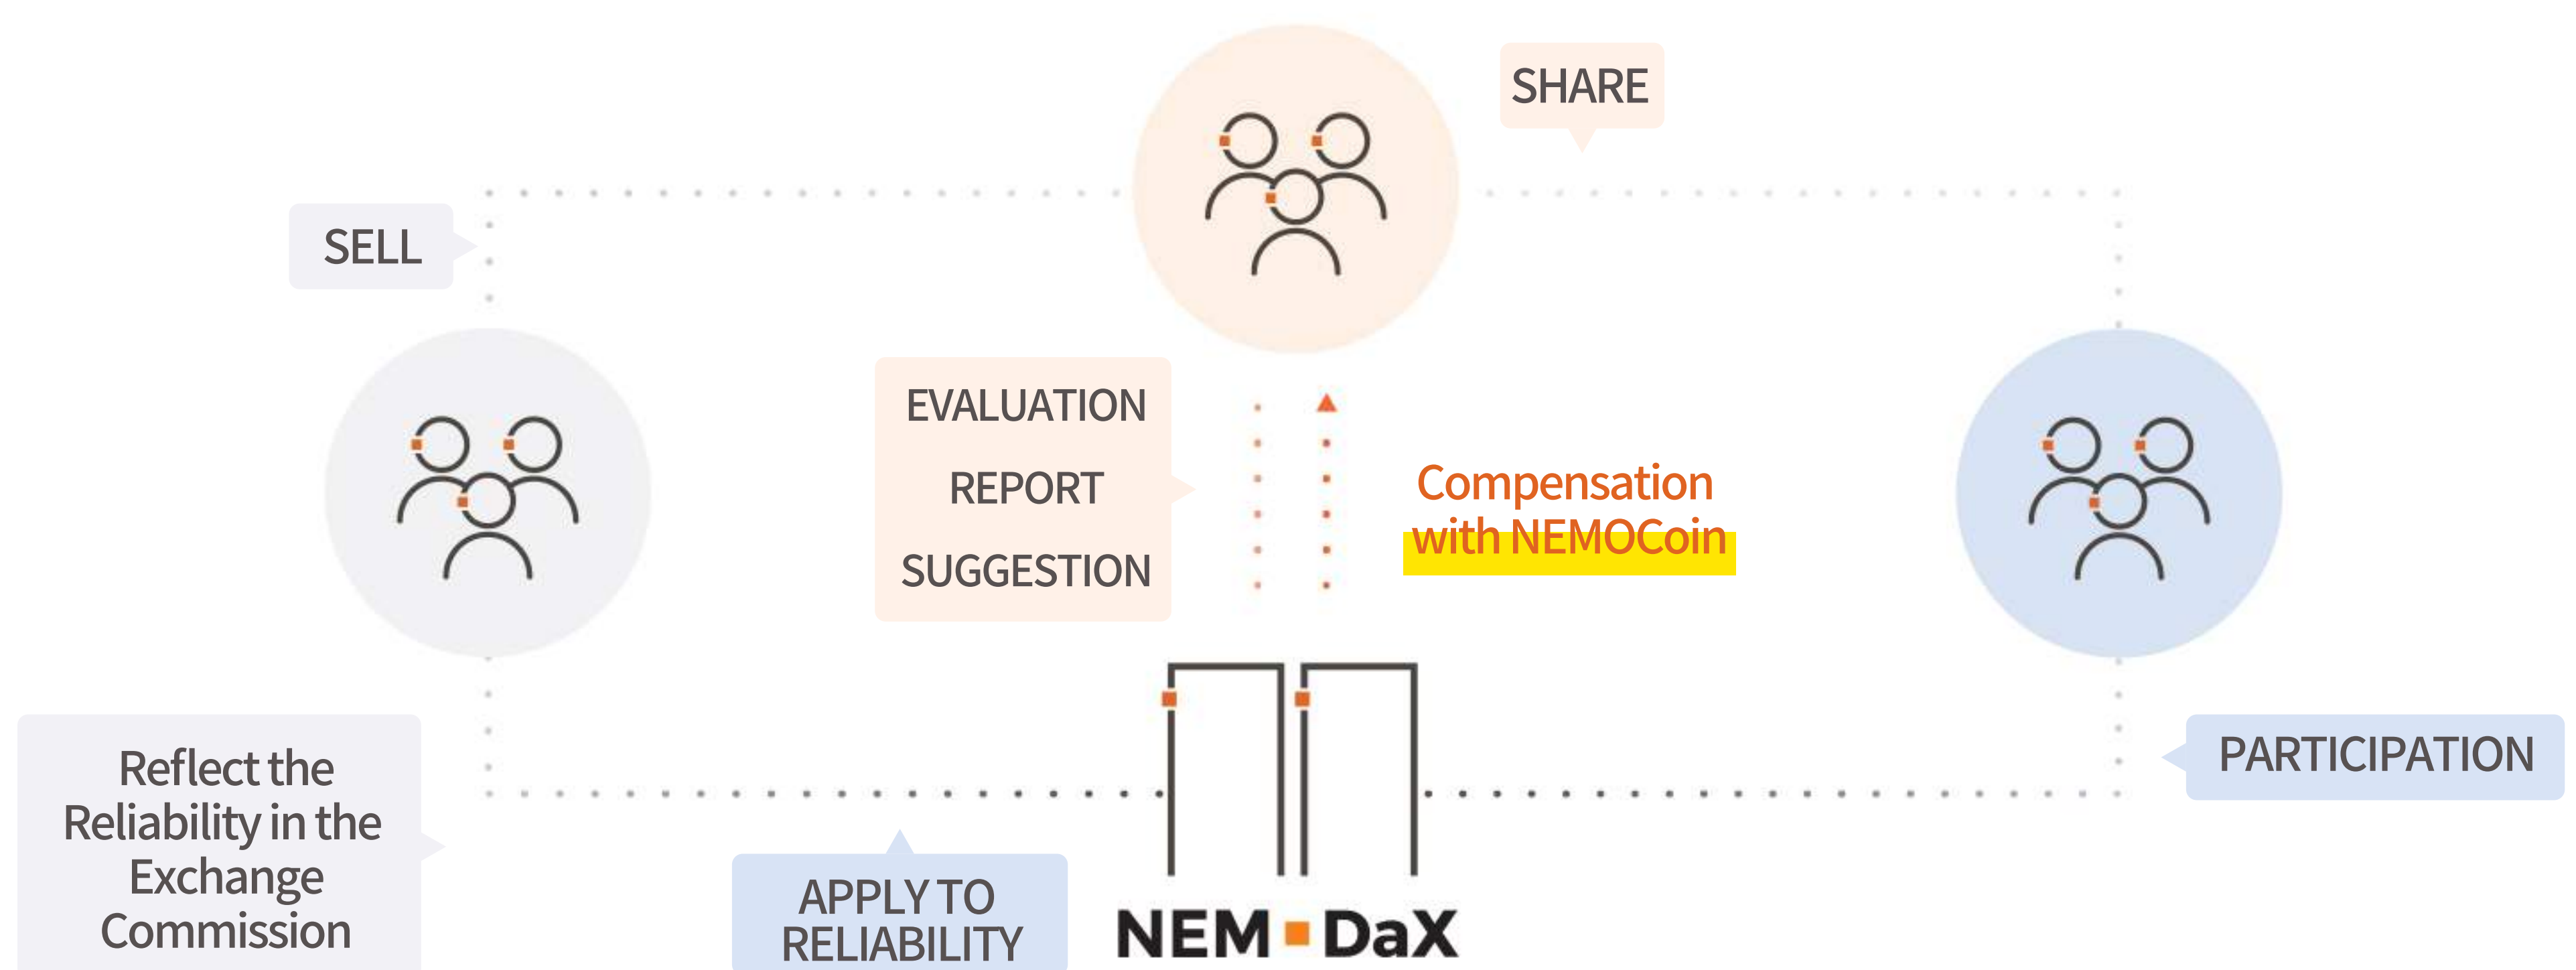 SHARE
SELL
EVALUATION
REPORT
SUGGESTION
Compensation
with NEMOCoin
Reflect the
Reliability in the
Exchange
Commission
APPLY TO
RELIABILITY
PARTICIPATION
NEM▪DaX